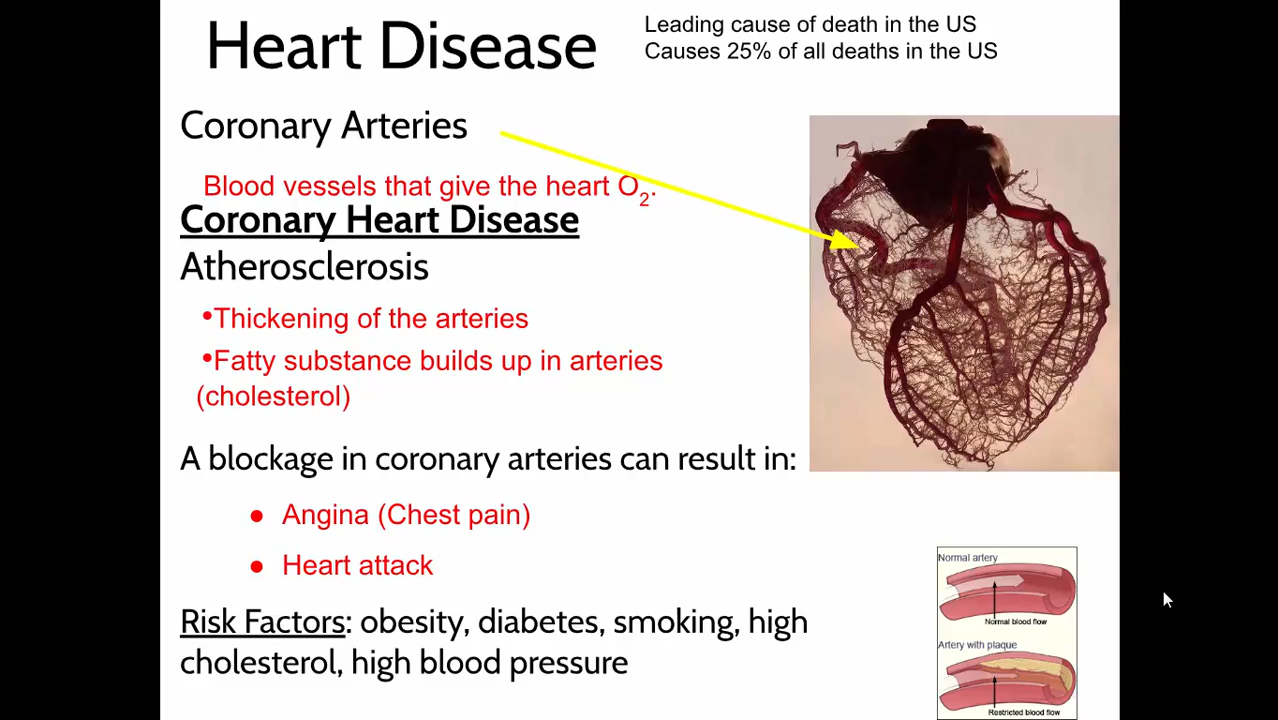 Heart Disease
Leading cause of death in the US
Causes 25% of all deaths in the US
Coronary Arteries
Blood vessels that give the heart O2.
Coronary Heart Disease
Atherosclerosis
•Thickening of the arteries
•Fatty substance builds up in arteries
(cholesterol)
A blockage in coronary arteries can result in:
● Angina (Chest pain)
● Heart attack
Risk Factors: obesity, diabetes, smoking, high
cholesterol, high blood pressure
Normal artery
Normal blood flow
Artery with plaque
Restricted blood flow